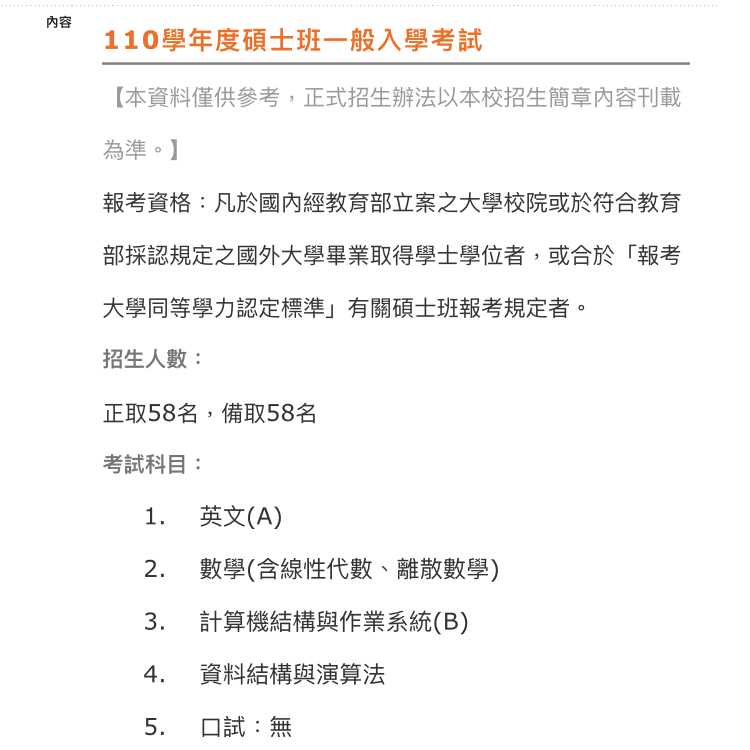 內容
110學年度碩士班一般入學考試
【本資料僅供參考，正式招生辦法以本校招生簡章內容刊載
為準。】
報考資格：凡於國內經教育部立案之大學校院或於符合教育
部採認規定之國外大學畢業取得學士學位者，或合於「報考
大學同等學力認定標準」有關碩士班報考規定者。
招生人數：
正取58名，備取58名
考試科目：
1. 英文(A)
2. 數學(含線性代數、離散數學)
3. 計算機結構與作業系統(B)
4. 資料結構與演算法
5. 口試：無